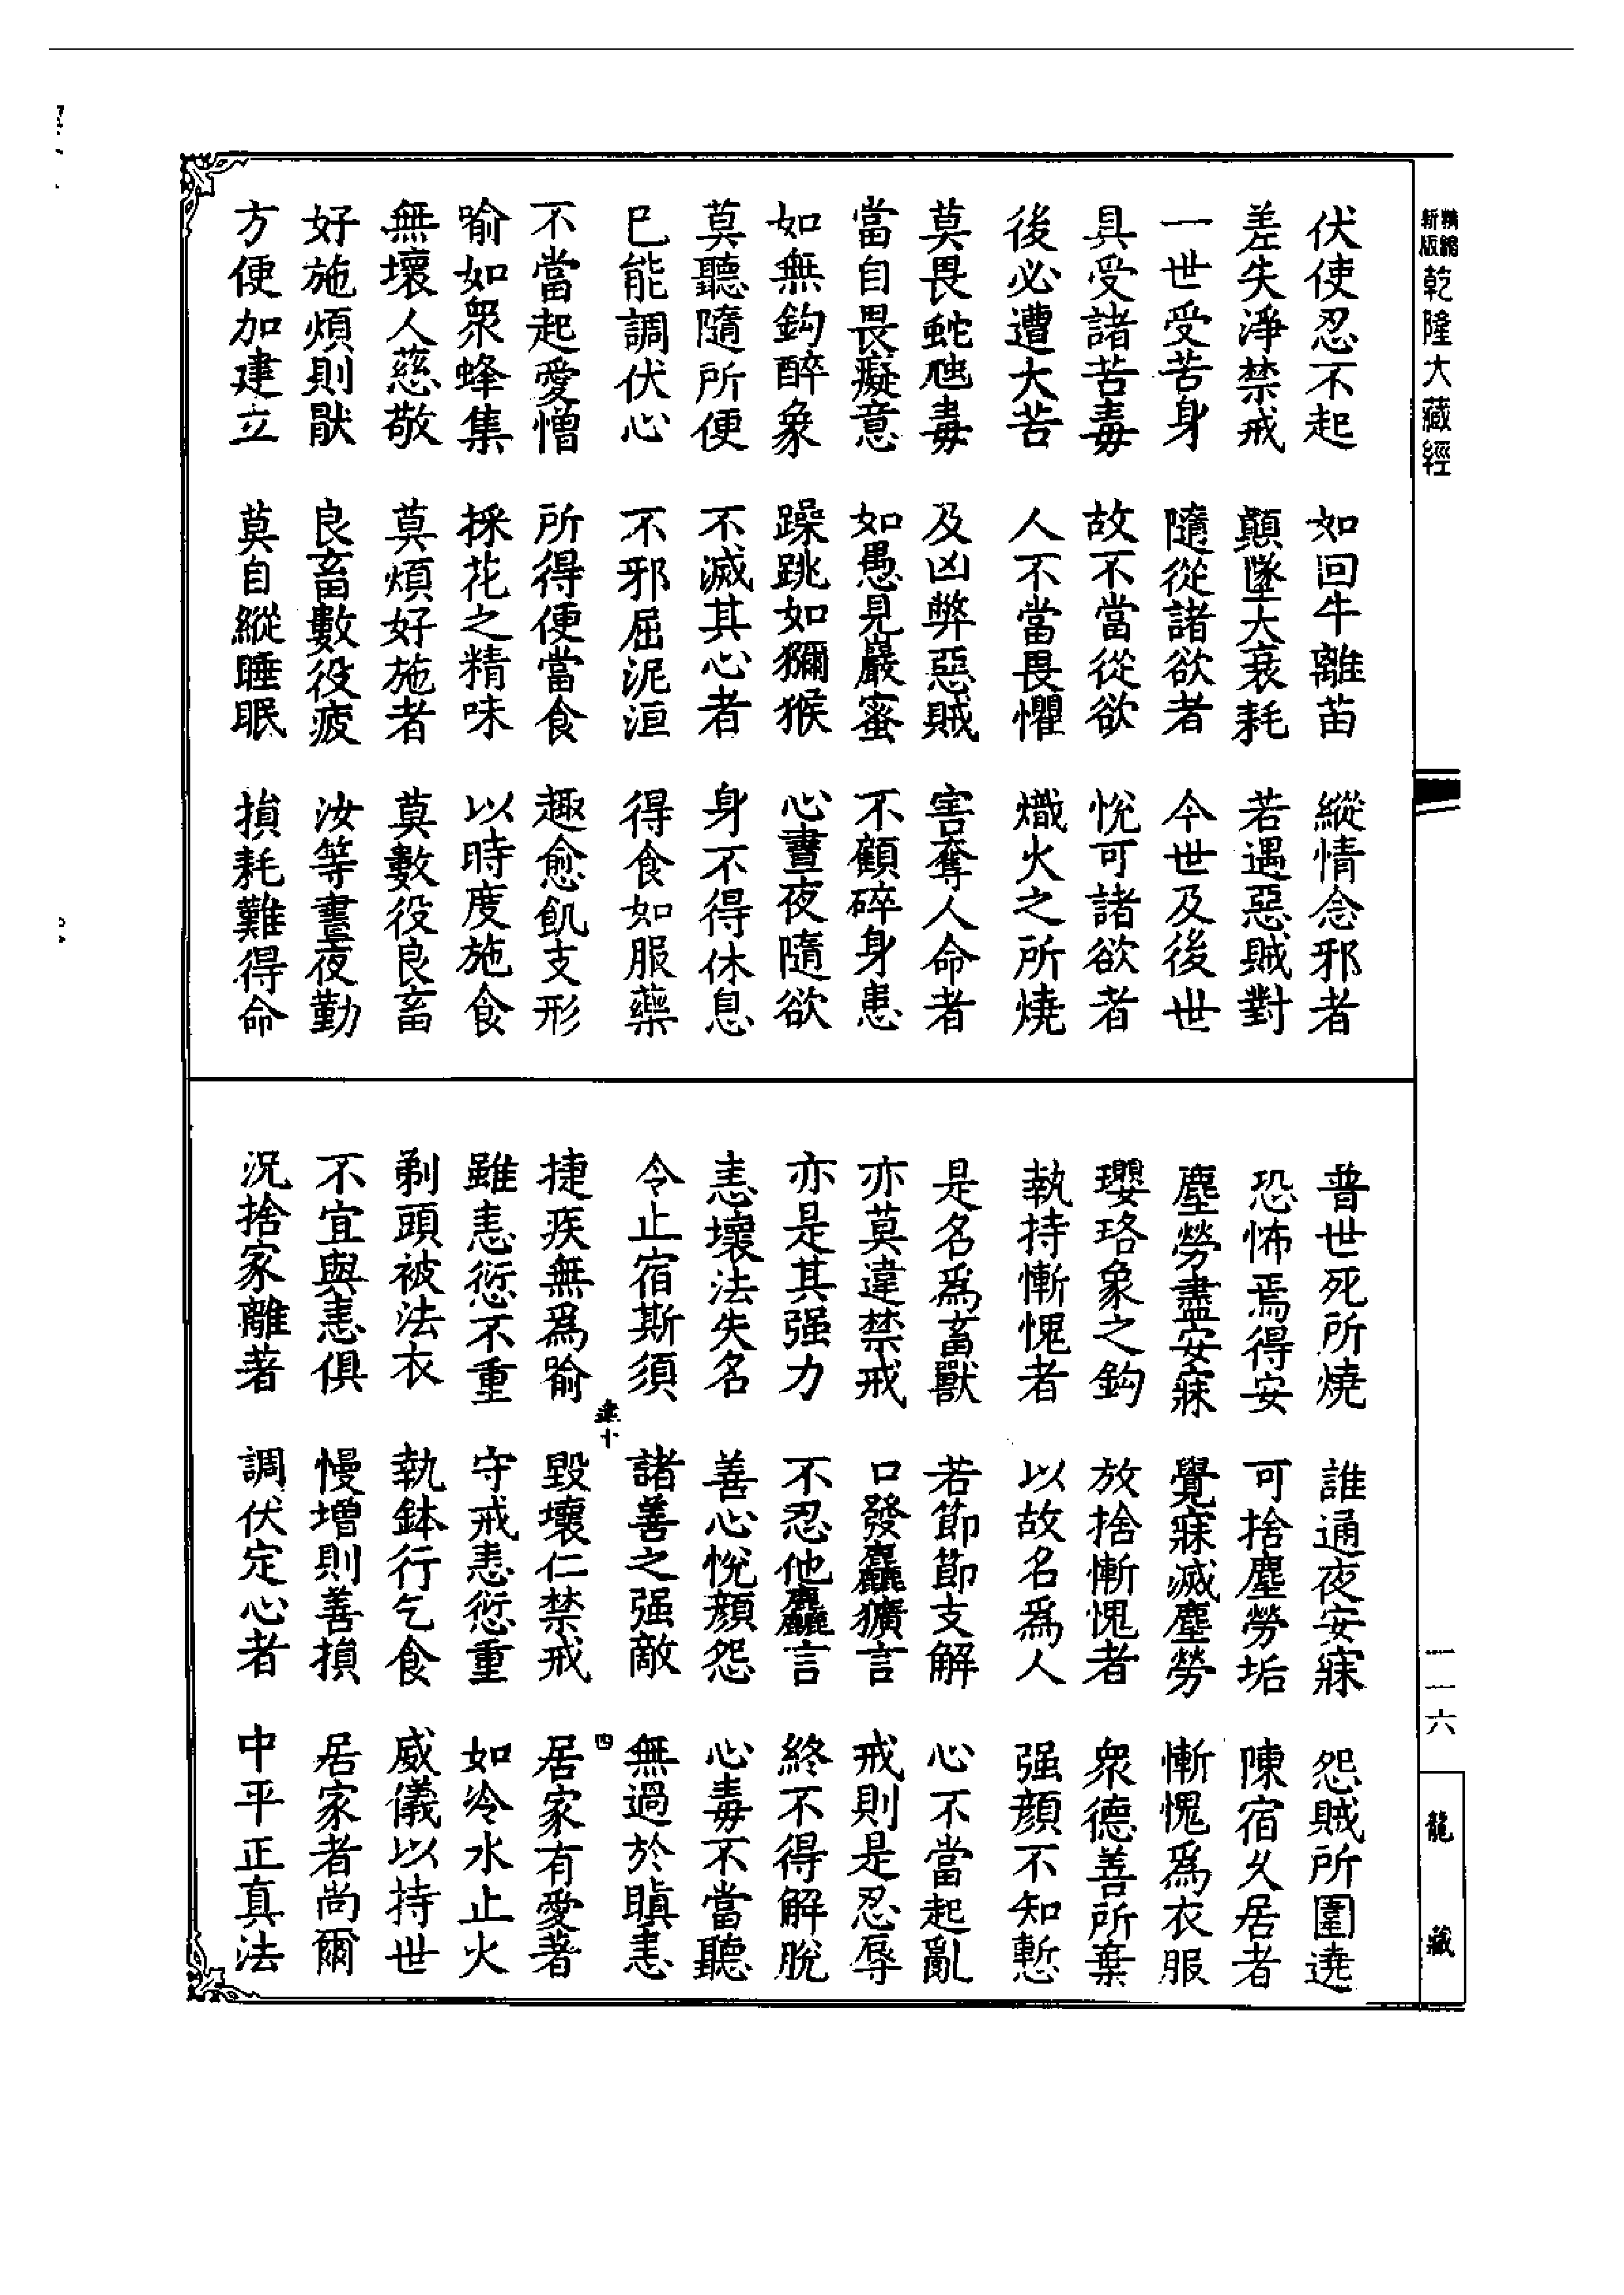 精縮新版乾隆大藏經
伏使忍不起　如回牛離苗　縱情念邪者
差失淨禁戒　顛墜大衰耗　若遇惡賊對
一世受苦身　隨從諸欲者　今世及後世
具受諸苦毒　故不當從欲　悅可諸欲者
後必遭大苦　人不當畏懼　熾火之所燒
莫畏蛇虺毒　及凶弊惡賊　害奪人命者
當自畏癡意　如愚見巖蜜　不顧碎身患
如無鈎醉象　躁跳如獼猴　心晝夜隨欲
莫聽隨所便　不滅其心者　身不得休息
已能調伏心　不邪屈泥洹　得食如服藥
不當起愛憎　所得便當食　趣愈飢支形
喻如眾蜂集　採花之精味　以時度施食
無壞人慈敬　莫煩好施者　莫數役良畜
好施煩則猒　良畜數役疲　汝等晝夜勤
方便加建立　莫自縱睡眠　損耗難得命
普世死所燒　誰通夜安寐　怨賊所圍遶
恐怖焉得安　可捨塵勞垢　陳宿久居者
塵勞盡安寐　覺寐滅塵勞　慚愧為衣服
瓔珞象之鈎　放捨慚愧者　眾德善所棄
執持慚愧者　以故名為人　强顏不知慙
是名為畜獸　若節節支解　心不當起亂
亦莫違禁戒　口發麤獷言　戒則是忍辱
亦是其强力　不忍他麤言　終不得解脫
恚壞法失名　善心悅顏怨　心毒不當聽
令止宿斯須　諸善之强敵　無過於瞋恚
十　四
捷疾無為喻　毀壞仁禁戒　居家有愛著
雖恚愆不重　守戒恚愆重　如冷水止火
剃頭被法衣　執鉢行乞食　威儀以持世
不宜與恚俱　慢增則善損　居家者尚爾
況捨家離著　調伏定心者　中平正真法
一一六
龍藏